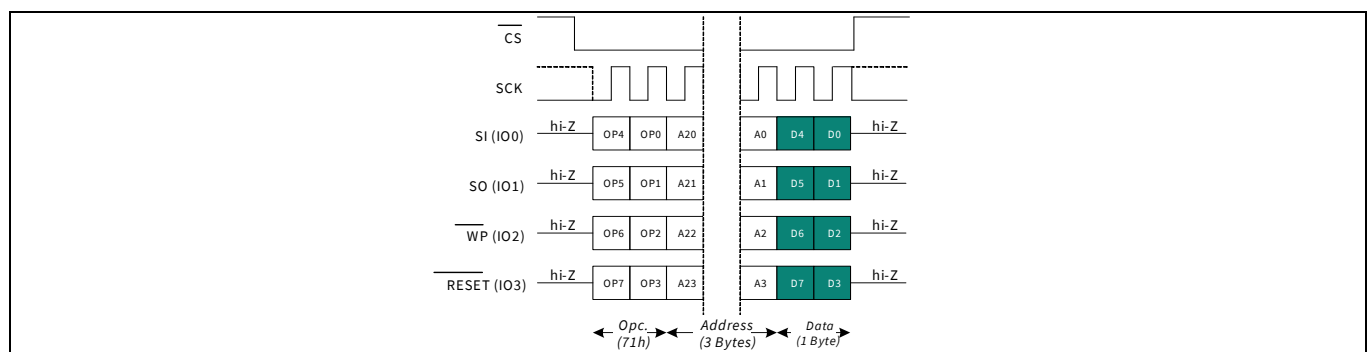 CS
SCK
hi-Z hi-Z
SI (IO0) OP4 OP0 A20 A0 D4 D0
hi-Z hi-Z
SO (IO1) OP5 OP1 A21 A1 D5 D1
hi-Z hi-Z
WP (IO2) OP6 OP2 A22 A2 D6 D2
hi-Z hi-Z
RESET (IO3) OP7 OP3 A23 A3 D7 D3
Opc. Address Data
(71h) (3 Bytes) (1 Byte)